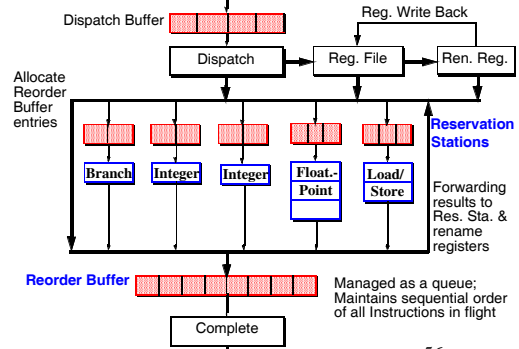 Reg. Write Back
Dispatch Buffer
Dispatch
Reg. File
Ren. Reg.
Allocate
Reorder
Buffer
entries
Reservation
Stations
Branch
Integer
Integer
Float.-
Point
Load/
Store
Forwarding
results to
Res. Sta. &
rename
registers
Reorder Buffer
Managed as a queue;
Maintains sequential order
of all Instructions in flight
Complete